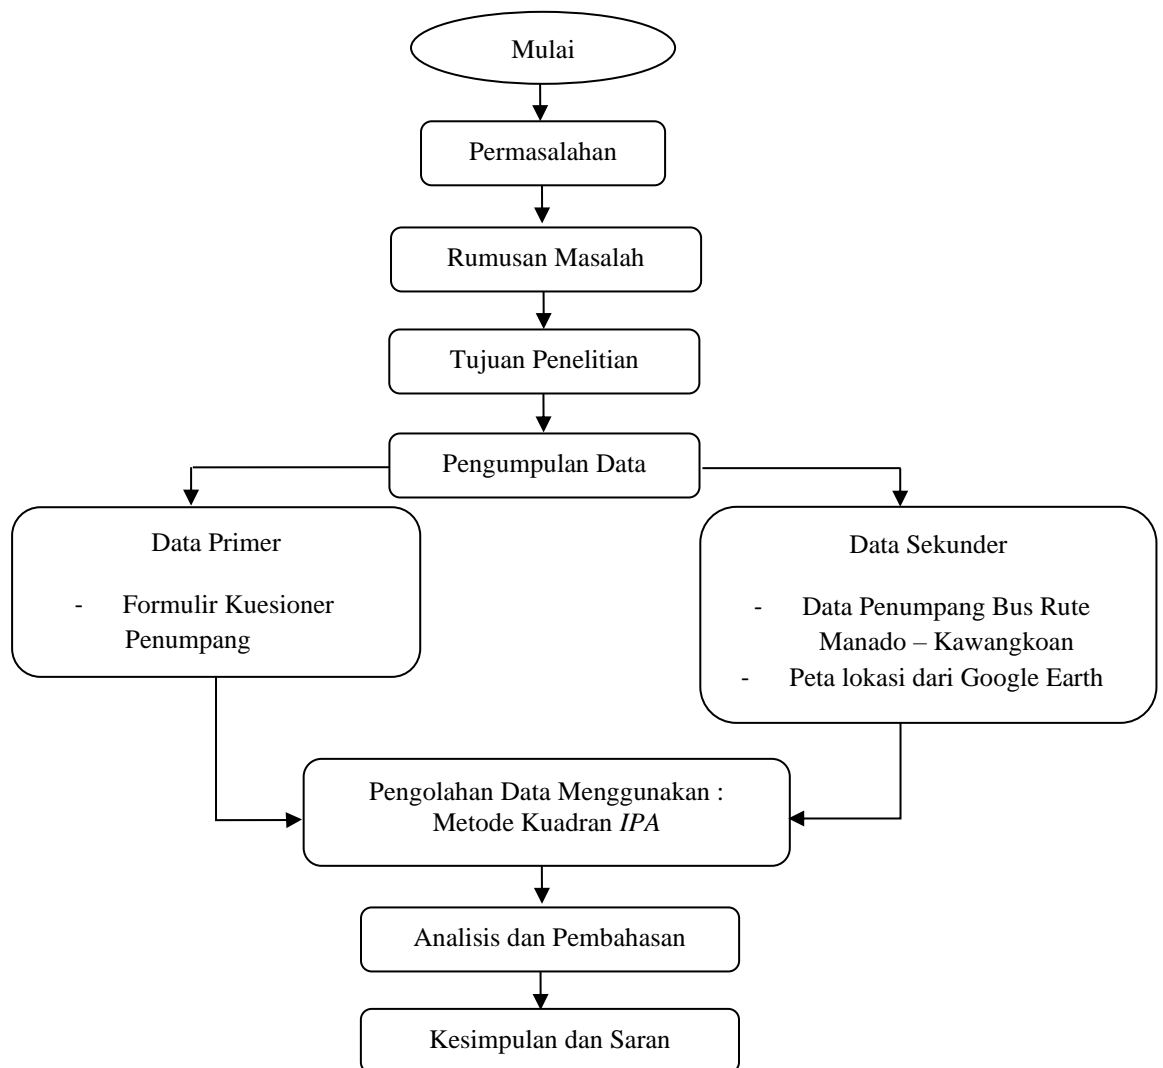 Mulai
Permasalahan
Rumusan Masalah
Tujuan Penelitian
Pengumpulan Data
Data Primer
- Formulir Kuesioner
Penumpang
Data Sekunder
- Data Penumpang Bus Rute
Manado – Kawangkoan
- Peta lokasi dari Google Earth
Pengolahan Data Menggunakan :
Metode Kuadran IPA
Analisis dan Pembahasan
Kesimpulan dan Saran